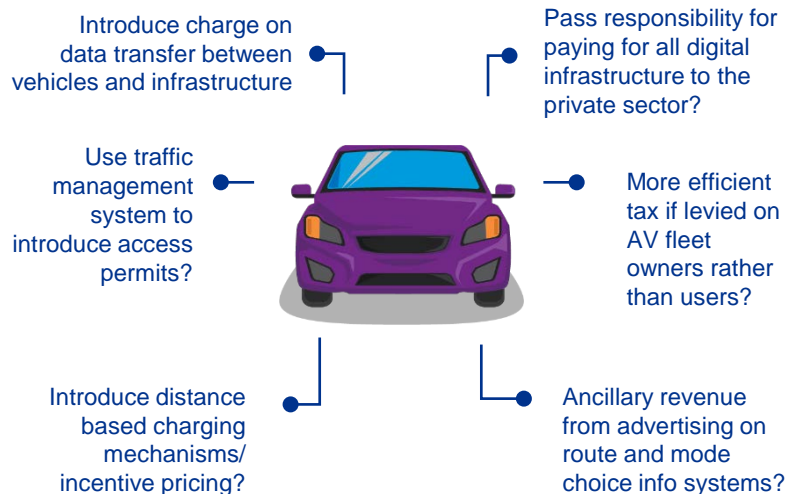 Introduce charge on
data transfer between
vehicles and infrastructure
Pass responsibility for
paying for all digital
infrastructure to the
private sector?
Use traffic
management
system to
introduce access
permits?
More efficient
tax if levied on
AV fleet
owners rather
than users?
Introduce distance
based charging
mechanisms/
incentive pricing?
Ancillary revenue
from advertising on
route and mode
choice info systems?